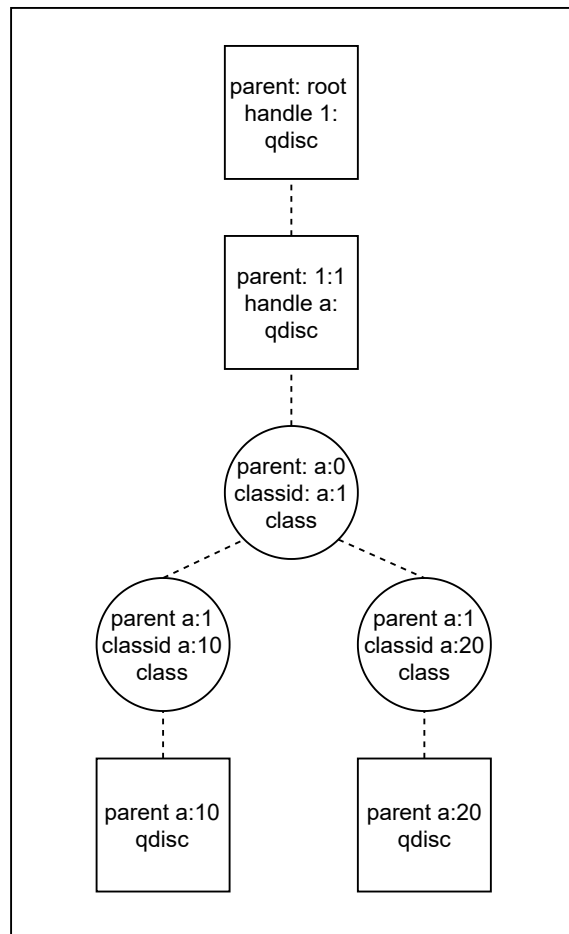 parent: root
handle 1:
qdisc
parent: 1:1
handle a:
qdisc
parent: a:0
classid: a:1
class
parent a:1
classid a:10
class
parent a:1
classid a:20
class
parent a:10
qdisc
parent a:20
qdisc